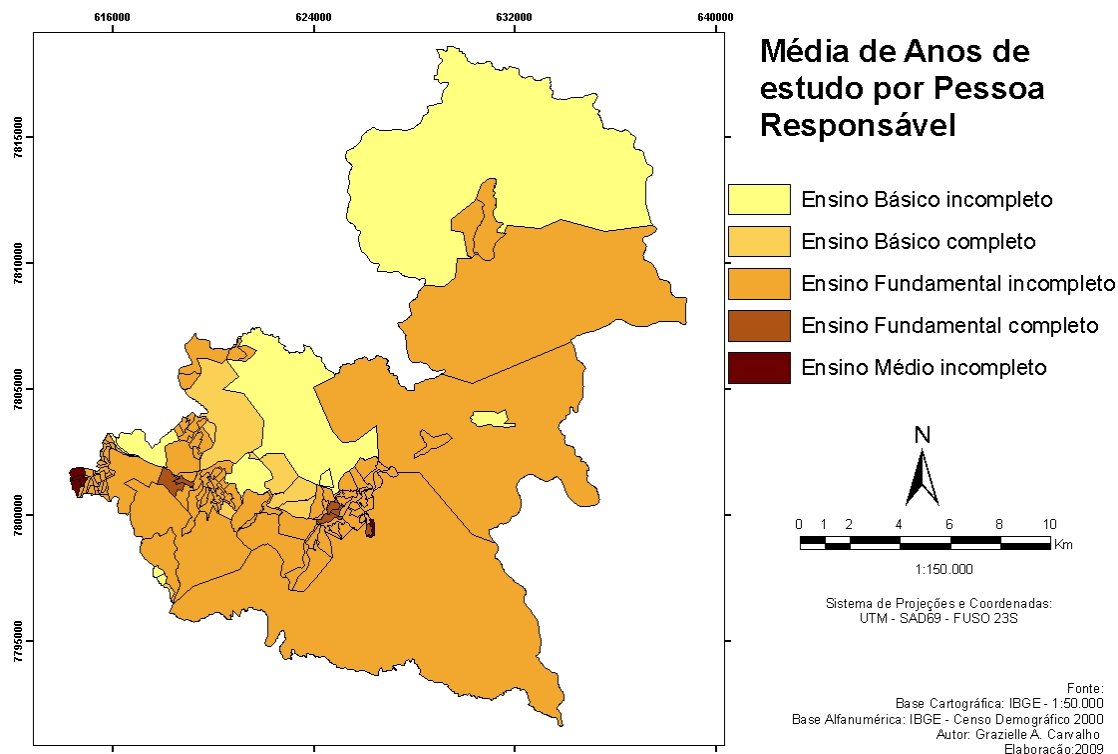 616000
624000
632000
640000
7815000
7810000
7805000
7800000
7795000
Média de Anos de
estudo por Pessoa
Responsável
Ensino Básico incompleto
Ensino Básico completo
Ensino Fundamental incompleto
Ensino Fundamental completo
Ensino Médio incompleto
N
0 1 2 4 6 8 10
Km
1:150.000
Sistema de Projeções e Coordenadas:
UTM - SAD69 - FUSO 23S
Fonte:
Base Cartográfica: IBGE - 1:50.000
Base Alfanumérica: IBGE - Censo Demográfico 2000
Autor: Grazielle A. Carvalho
Elaboração:2009